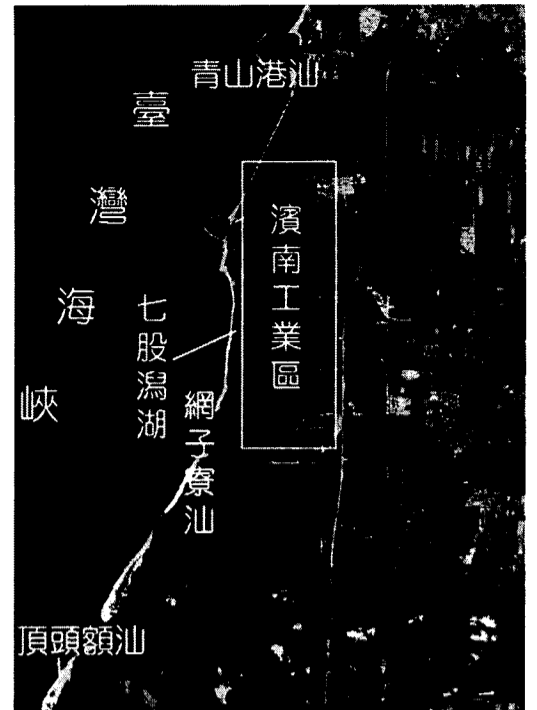 青山港汕
臺灣海峽
濱南工業區
七股潟湖
網子寮汕
頂頭額汕